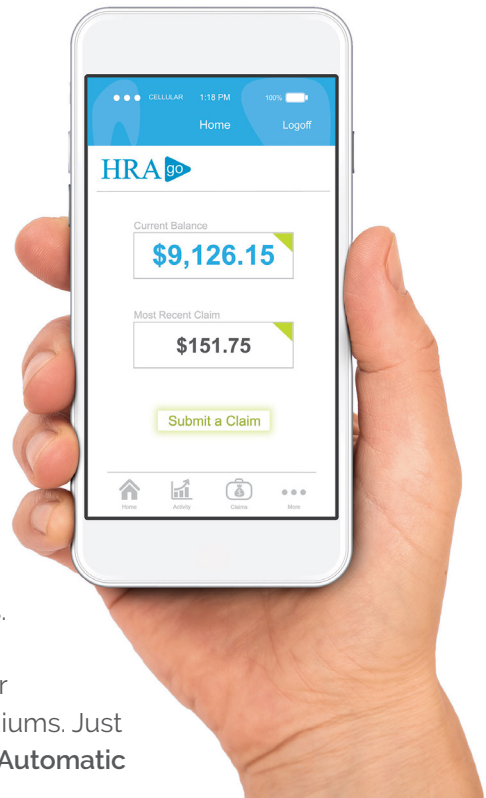 CELLULAR 1:18 PM 100%
Home Logoff
HRA go
Current Balance
$9,126.15
Most Recent Claim
$151.75
Submit a Claim
Home Activity Claims More
Just
Automatic